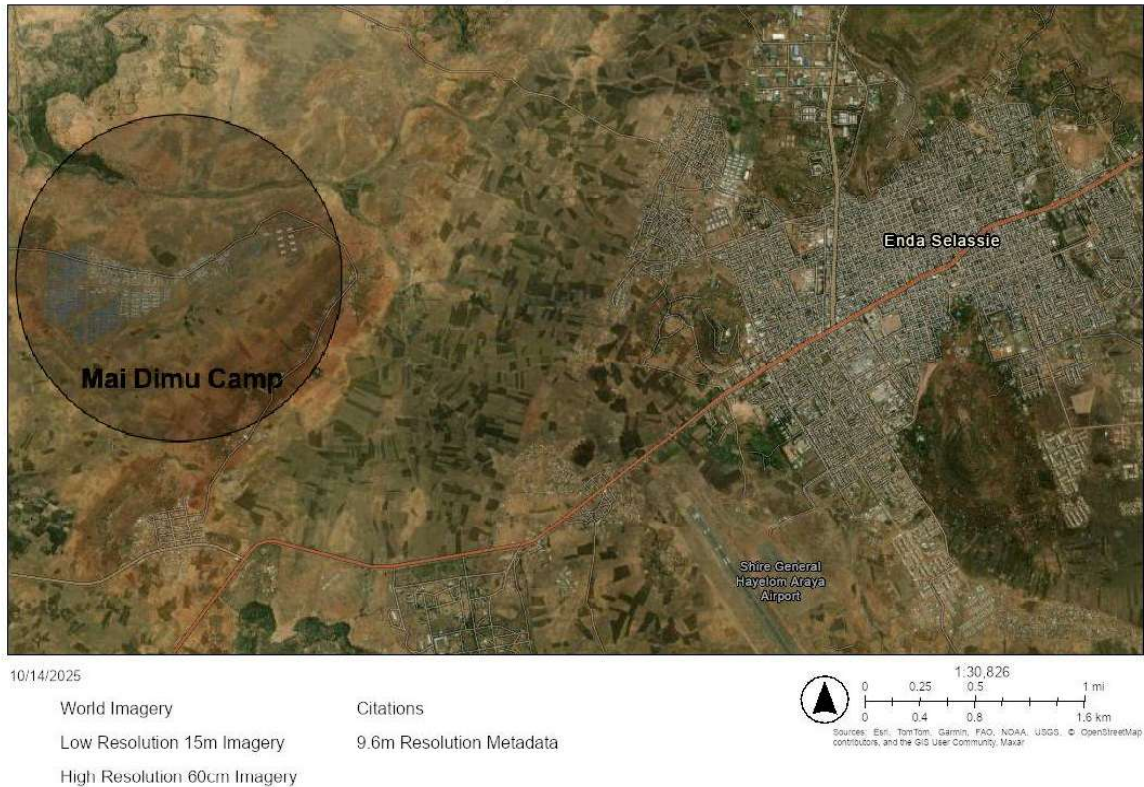 Enda Selassie
Mai Dimu Camp
Shire General
Hayelom Araya
Airport
10/14/2025
World Imagery
Low Resolution 15m Imagery
High Resolution 60cm Imagery
Citations
9.6m Resolution Metadata
1:30,826
0 0.25 0.5 1 mi
0 0.4 0.8 1.6 km
Sources: Esri, TomTom, Garmin, FAO, NOAA, USGS, © OpenStreetMap
contributors, and the GIS User Community, Maxar